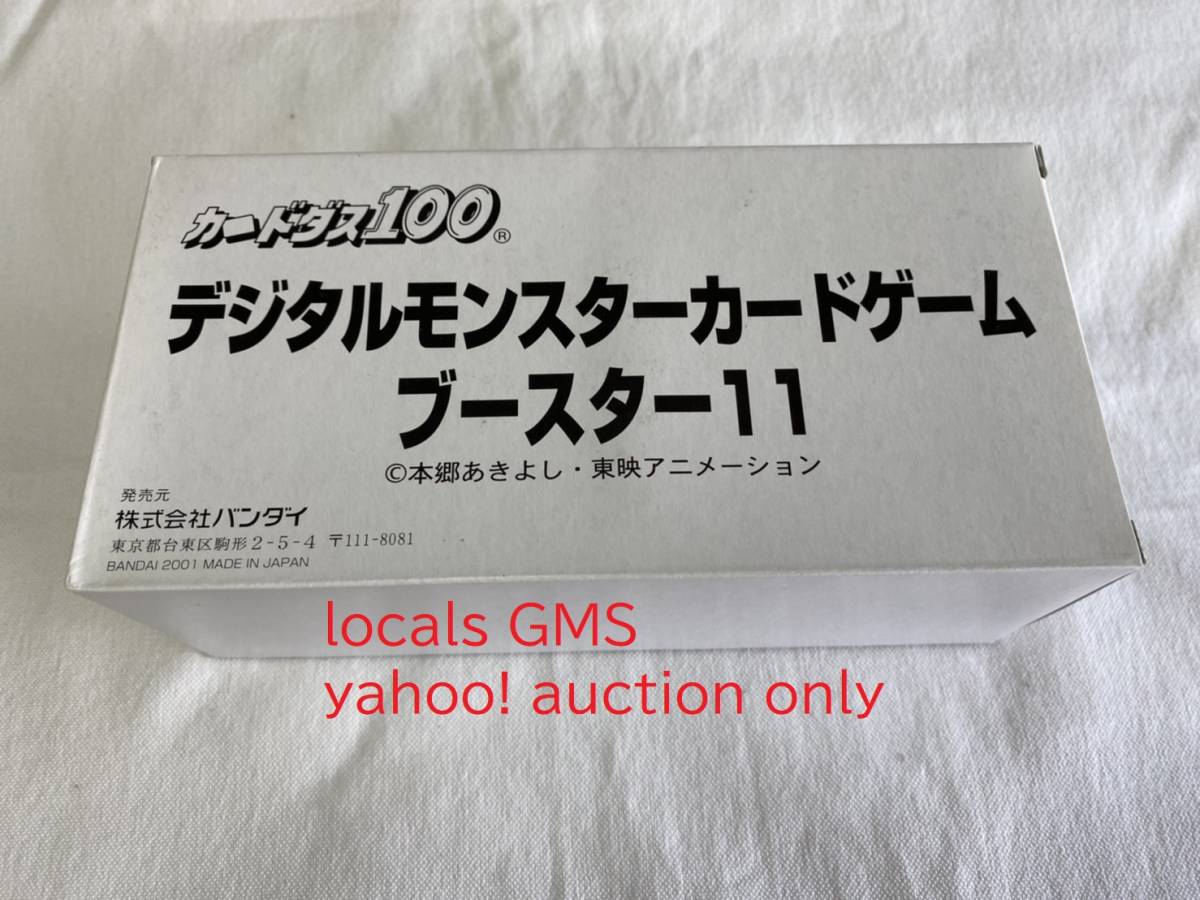 カードダス100®
デジタルモンスターカードゲーム
ブースター11
©本郷あきよし・東映アニメーション
発売元
株式会社バンダイ
東京都台東区駒形2-5-4 〒111-8081
BANDAI 2001 MADE IN JAPAN
locals GMS
yahoo! auction only